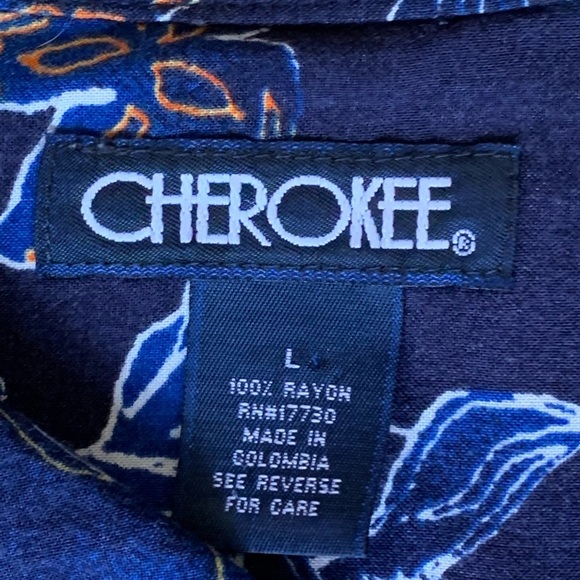 CHEROKEE®
L
100% RAYON
RN#17730
MADE IN
COLOMBIA
SEE REVERSE
FOR CARE